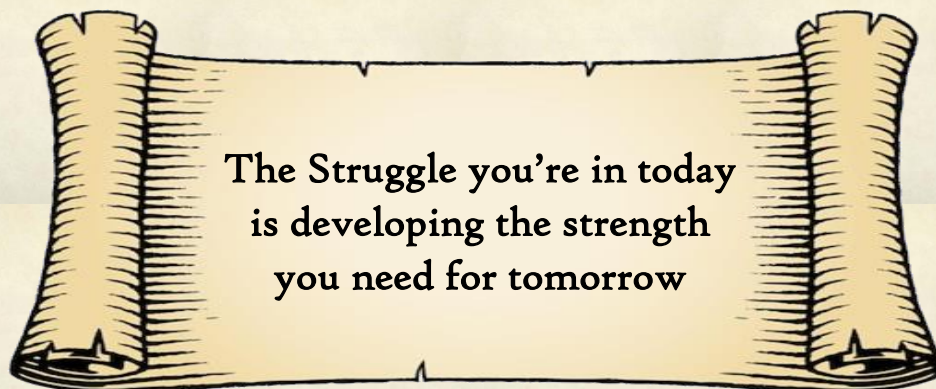 The Struggle you’re in today
is developing the strength
you need for tomorrow